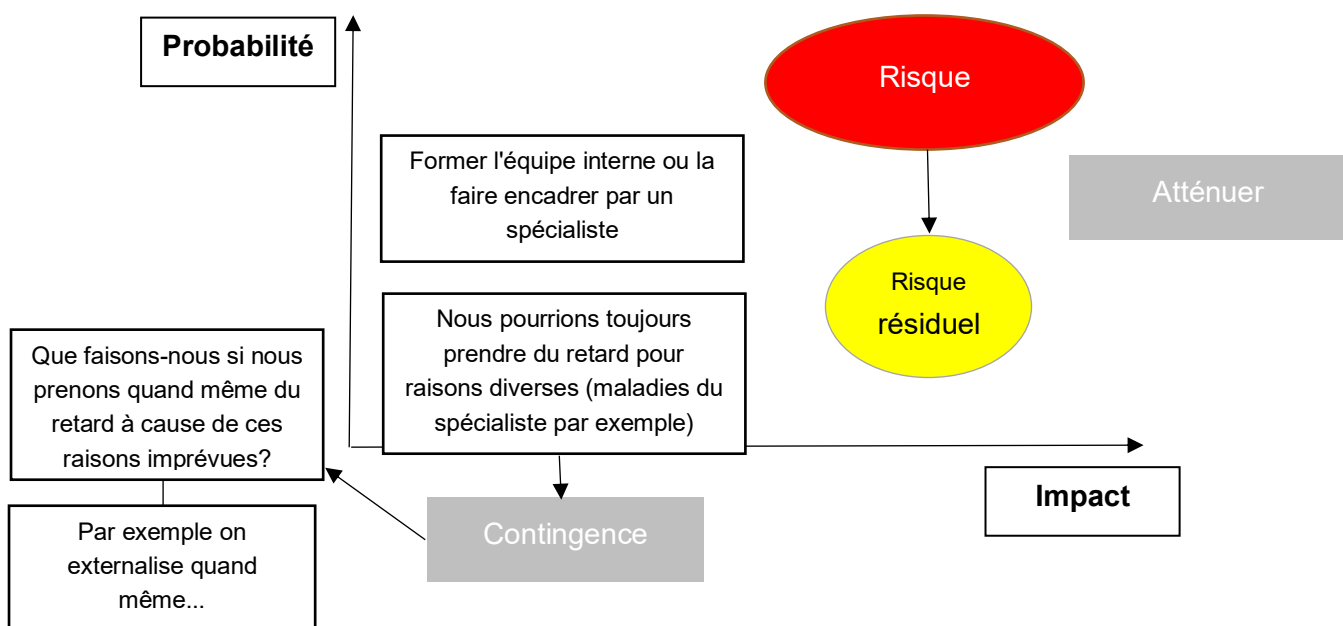 Probabilité
Risque
Former l'équipe interne ou la
faire encadrer par un
spécialiste
Atténuer
Risque
résiduel
Nous pourrions toujours
prendre du retard pour
raisons diverses (maladies du
spécialiste par exemple)
Que faisons-nous si nous
prenons quand même du
retard à cause de ces
raisons imprévues?
Impact
Contingence
Par exemple on
externalise quand
même...